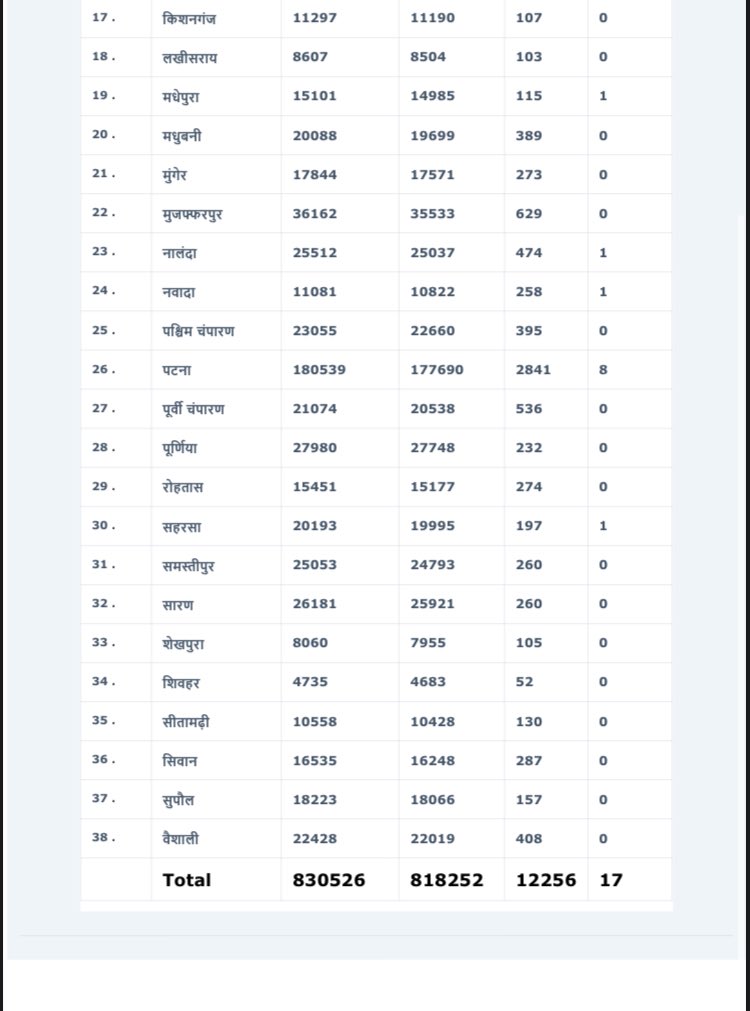 17 . किशनगंज 11297 11190 107 0
18 . लखीसराय 8607 8504 103 0
19 . मधेपुरा 15101 14985 115 1
20 . मधुबनी 20088 19699 389 0
21 . मुंगेर 17844 17571 273 0
22 . मुजफ्फरपुर 36162 35533 629 0
23 . नालंदा 25512 25037 474 1
24 . नवादा 11081 10822 258 1
25 . पश्चिम चंपारण 23055 22660 395 0
26 . पटना 180539 177690 2841 8
27 . पूर्वी चंपारण 21074 20538 536 0
28 . पूर्णिया 27980 27748 232 0
29 . रोहतास 15451 15177 274 0
30 . सहरसा 20193 19995 197 1
31 . समस्तीपुर 25053 24793 260 0
32 . सारण 26181 25921 260 0
33 . शेखपुरा 8060 7955 105 0
34 . शिवहर 4735 4683 52 0
35 . सीतामढ़ी 10558 10428 130 0
36 . सिवान 16535 16248 287 0
37 . सुपौल 18223 18066 157 0
38 . वैशाली 22428 22019 408 0
Total 830526 818252 12256 17